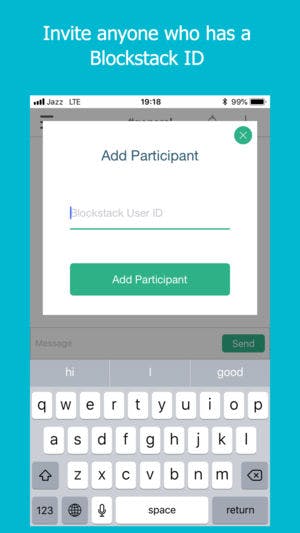 Invite anyone who has a
Blockstack ID
Jazz LTE 19:18 99%
#general
Add Participant
Blockstack User ID
Add Participant
Message Send
hi I good
q w e r t y u i o p
a s d f g h j k l
z x c v b n m
123 space return